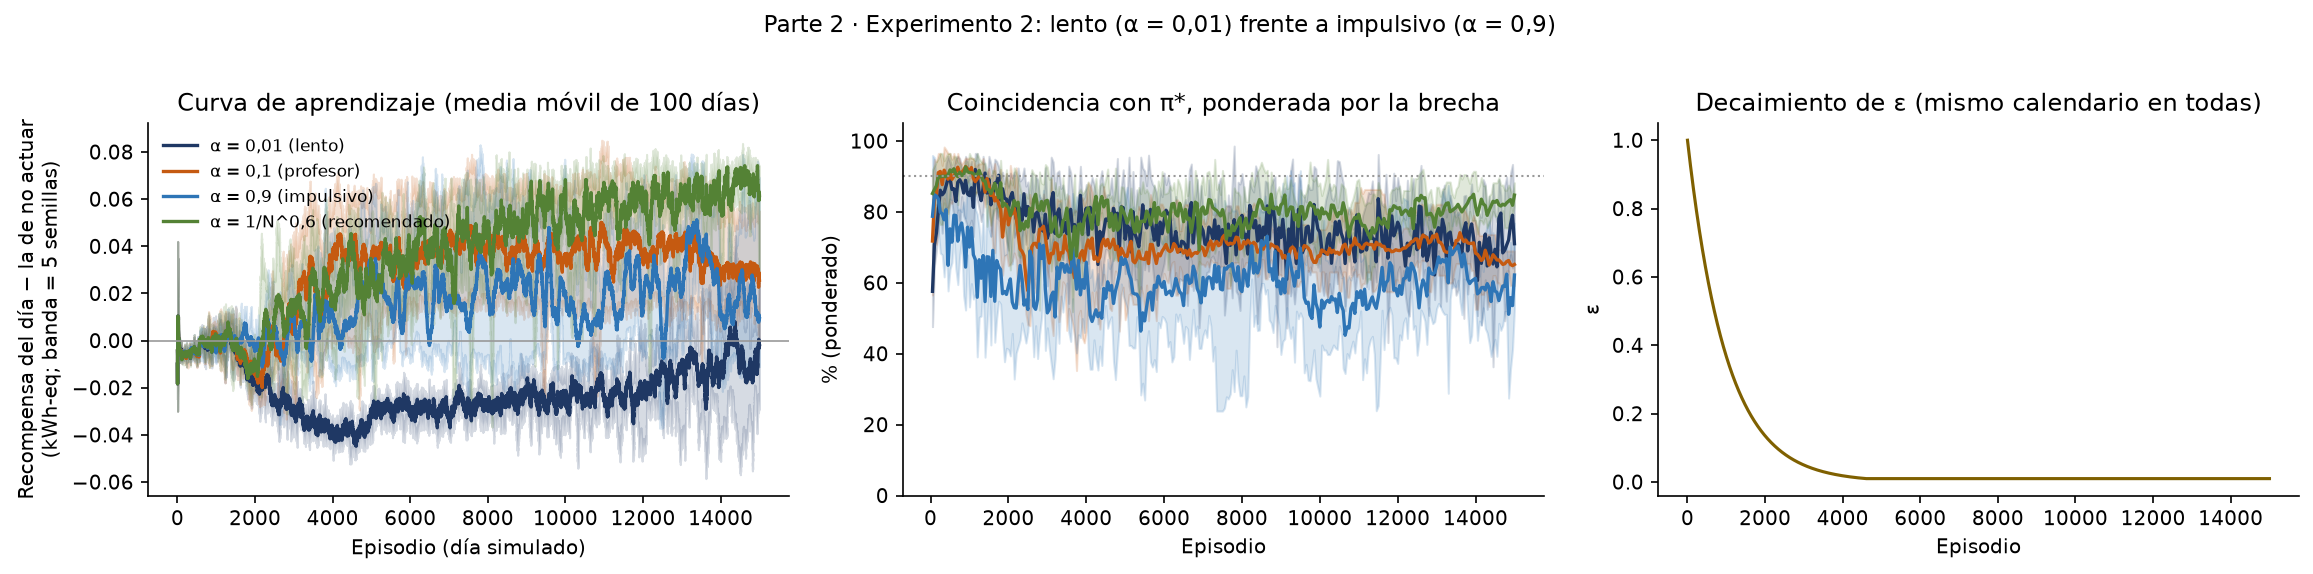 Parte 2 · Experimento 2: lento (α = 0,01) frente a impulsivo (α = 0,9)
Curva de aprendizaje (media móvil de 100 días)
Recompensa del día − la de no actuar
(kWh-eq; banda = 5 semillas)
0.08
0.06
0.04
0.02
0.00
−0.02
−0.04
−0.06
α = 0,01 (lento)
α = 0,1 (profesor)
α = 0,9 (impulsivo)
α = 1/N^0,6 (recomendado)
0 2000 4000 6000 8000 10000 12000 14000
Episodio (día simulado)
Coincidencia con π*, ponderada por la brecha
% (ponderado)
100
80
60
40
20
0
0 2000 4000 6000 8000 10000 12000 14000
Episodio
Decaimiento de ε (mismo calendario en todas)
ε
1.0
0.8
0.6
0.4
0.2
0.0
0 2000 4000 6000 8000 10000 12000 14000
Episodio